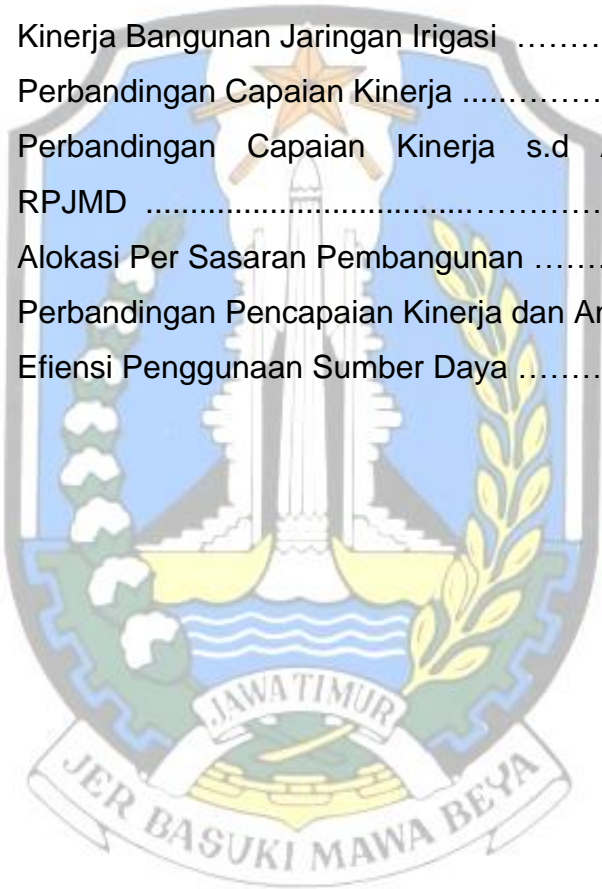 Kinerja Bangunan Jaringan Irigasi ………
Perbandingan Capaian Kinerja .....…………
Perbandingan Capaian Kinerja s.d
RPJMD ....................................…………
Alokasi Per Sasaran Pembangunan …….
Perbandingan Pencapaian Kinerja dan
Efiensi Penggunaan Sumber Daya ………
JAWA TIMUR
JER BASUKI MAWA BEYA